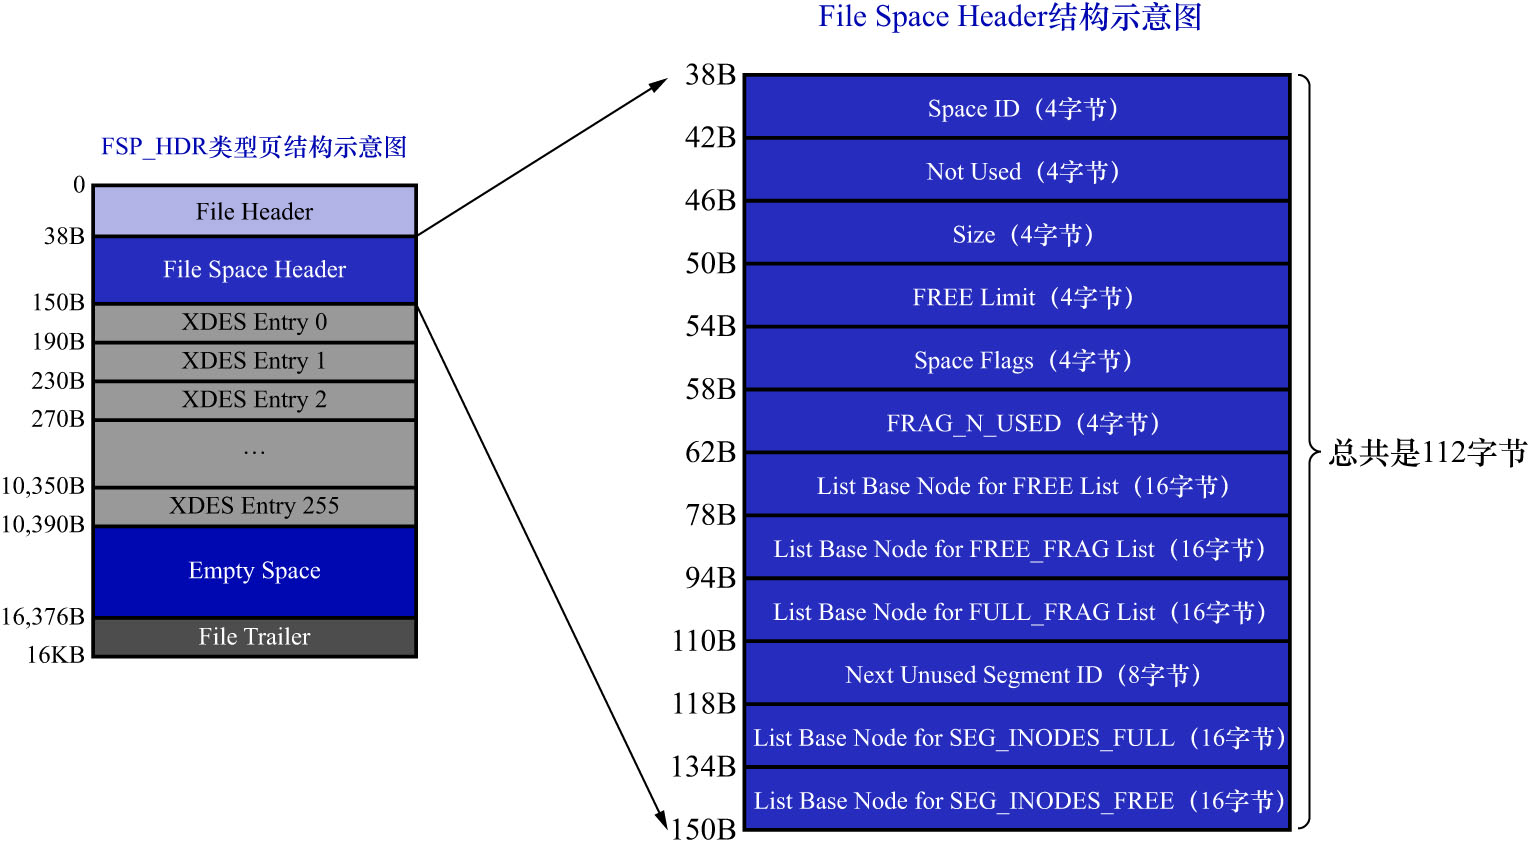 File Space Header结构示意图
FSP_HDR类型页结构示意图
0
File Header
38B
File Space Header
150B
XDES Entry 0
190B
XDES Entry 1
230B
XDES Entry 2
270B
…
10,350B
XDES Entry 255
10,390B
Empty Space
16,376B
File Trailer
16KB
38B
Space ID（4字节）
42B
Not Used（4字节）
46B
Size（4字节）
50B
FREE Limit（4字节）
54B
Space Flags（4字节）
58B
FRAG_N_USED（4字节）
62B
List Base Node for FREE List（16字节）
78B
List Base Node for FREE_FRAG List（16字节）
94B
List Base Node for FULL_FRAG List（16字节）
110B
Next Unused Segment ID（8字节）
118B
List Base Node for SEG_INODES_FULL（16字节）
134B
List Base Node for SEG_INODES_FREE（16字节）
150B
总共是112字节